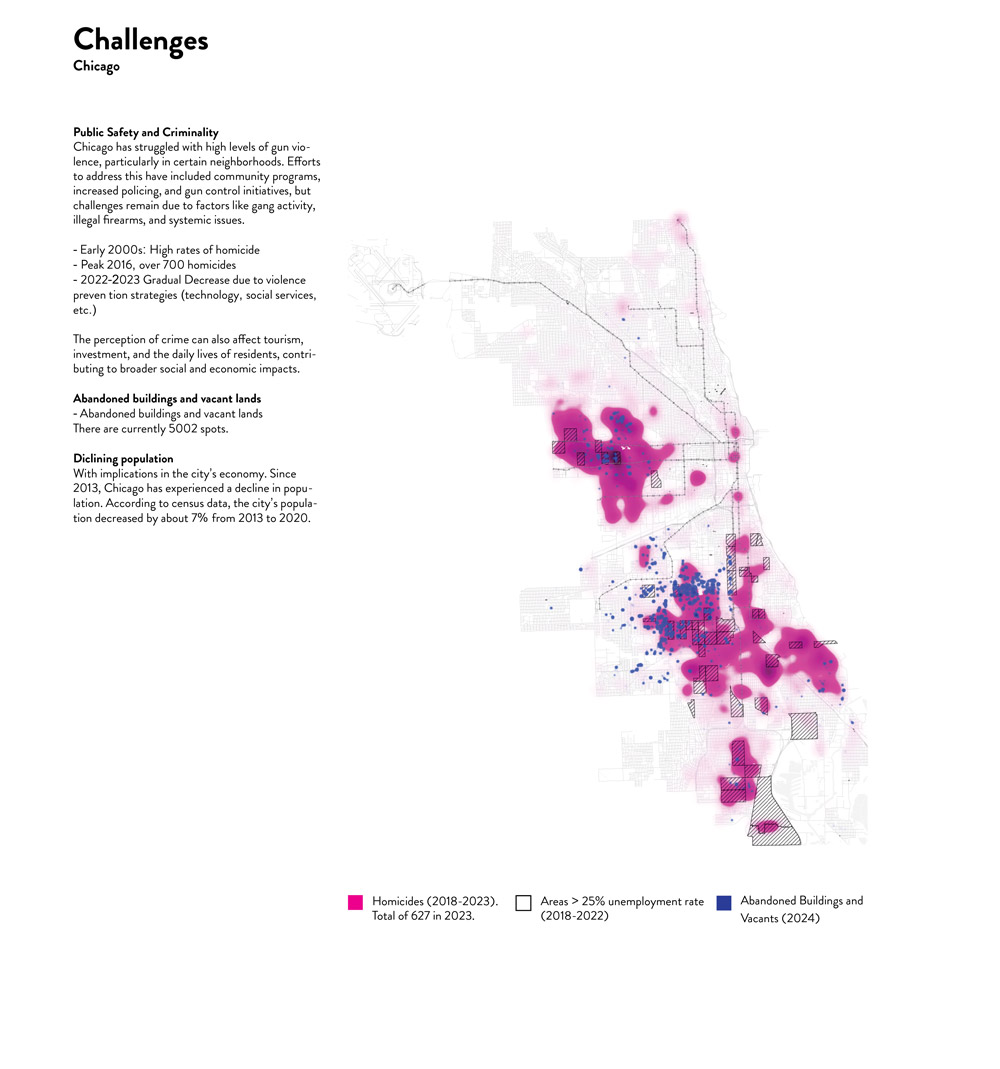 Challenges
Chicago
Public Safety and Criminality
Chicago has struggled with high levels of gun vio-
lence, particularly in certain neighborhoods. Efforts
to address this have included community programs,
increased policing, and gun control initiatives, but
challenges remain due to factors like gang activity,
illegal firearms, and systemic issues.
- Early 2000s: High rates of homicide
- Peak 2016, over 700 homicides
- 2022-2023 Gradual Decrease due to violence
preven tion strategies (technology, social services,
etc.)
The perception of crime can also affect tourism,
investment, and the daily lives of residents, contri-
buting to broader social and economic impacts.
Abandoned buildings and vacant lands
- Abandoned buildings and vacant lands
There are currently 5002 spots.
Diclining population
With implications in the city's economy. Since
2013, Chicago has experienced a decline in popu-
lation. According to census data, the city's popula-
tion decreased by about 7% from 2013 to 2020.
Homicides (2018-2023).
Total of 627 in 2023.
Areas > 25% unemployment rate
(2018-2022)
Abandoned Buildings and
Vacants (2024)